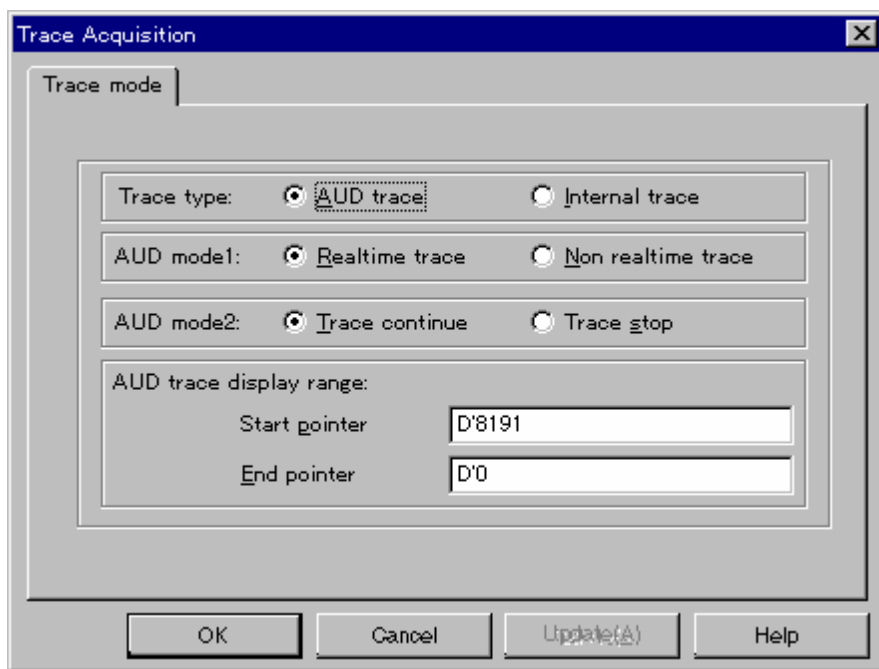 Trace Acquisition
Trace mode
Trace type: AUD trace Internal trace
AUD mode1: Realtime trace Non realtime trace
AUD mode2: Trace continue Trace stop
AUD trace display range:
Start pointer D'8191
End pointer D'0
OK Cancel Update(A) Help